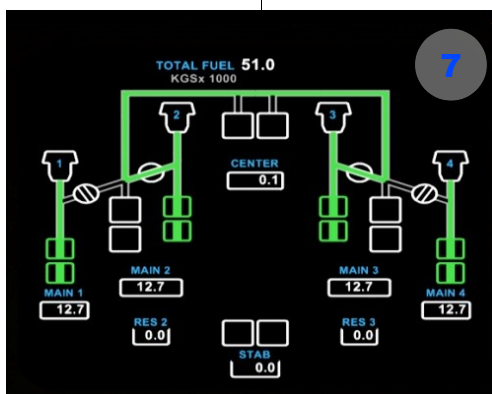 TOTAL FUEL 51.0
KGSx 1000
7
1
2
3
4
CENTER
0.1
MAIN 2
12.7
MAIN 3
12.7
MAIN 1
12.7
MAIN 4
12.7
RES 2
0.0
RES 3
0.0
STAB
0.0